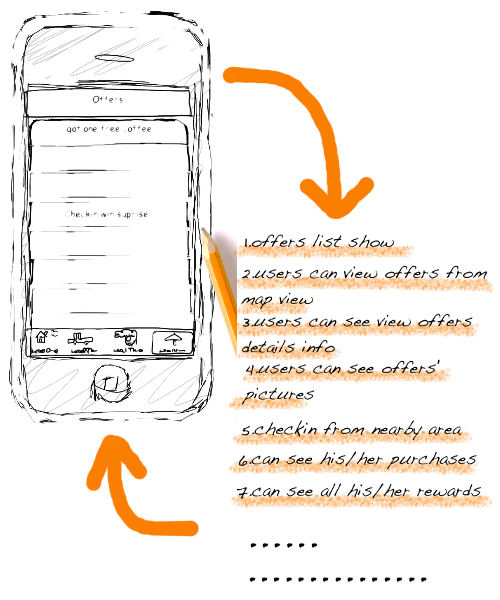 Offers
got one free coffee
Checkin win suprise
1.offers list show
2.users can view offers from
map view
3.users can see view offers
details info
4.users can see offers'
pictures
5.checkin from nearby area
6.can see his/her purchases
7.can see all his/her rewards
......
...............